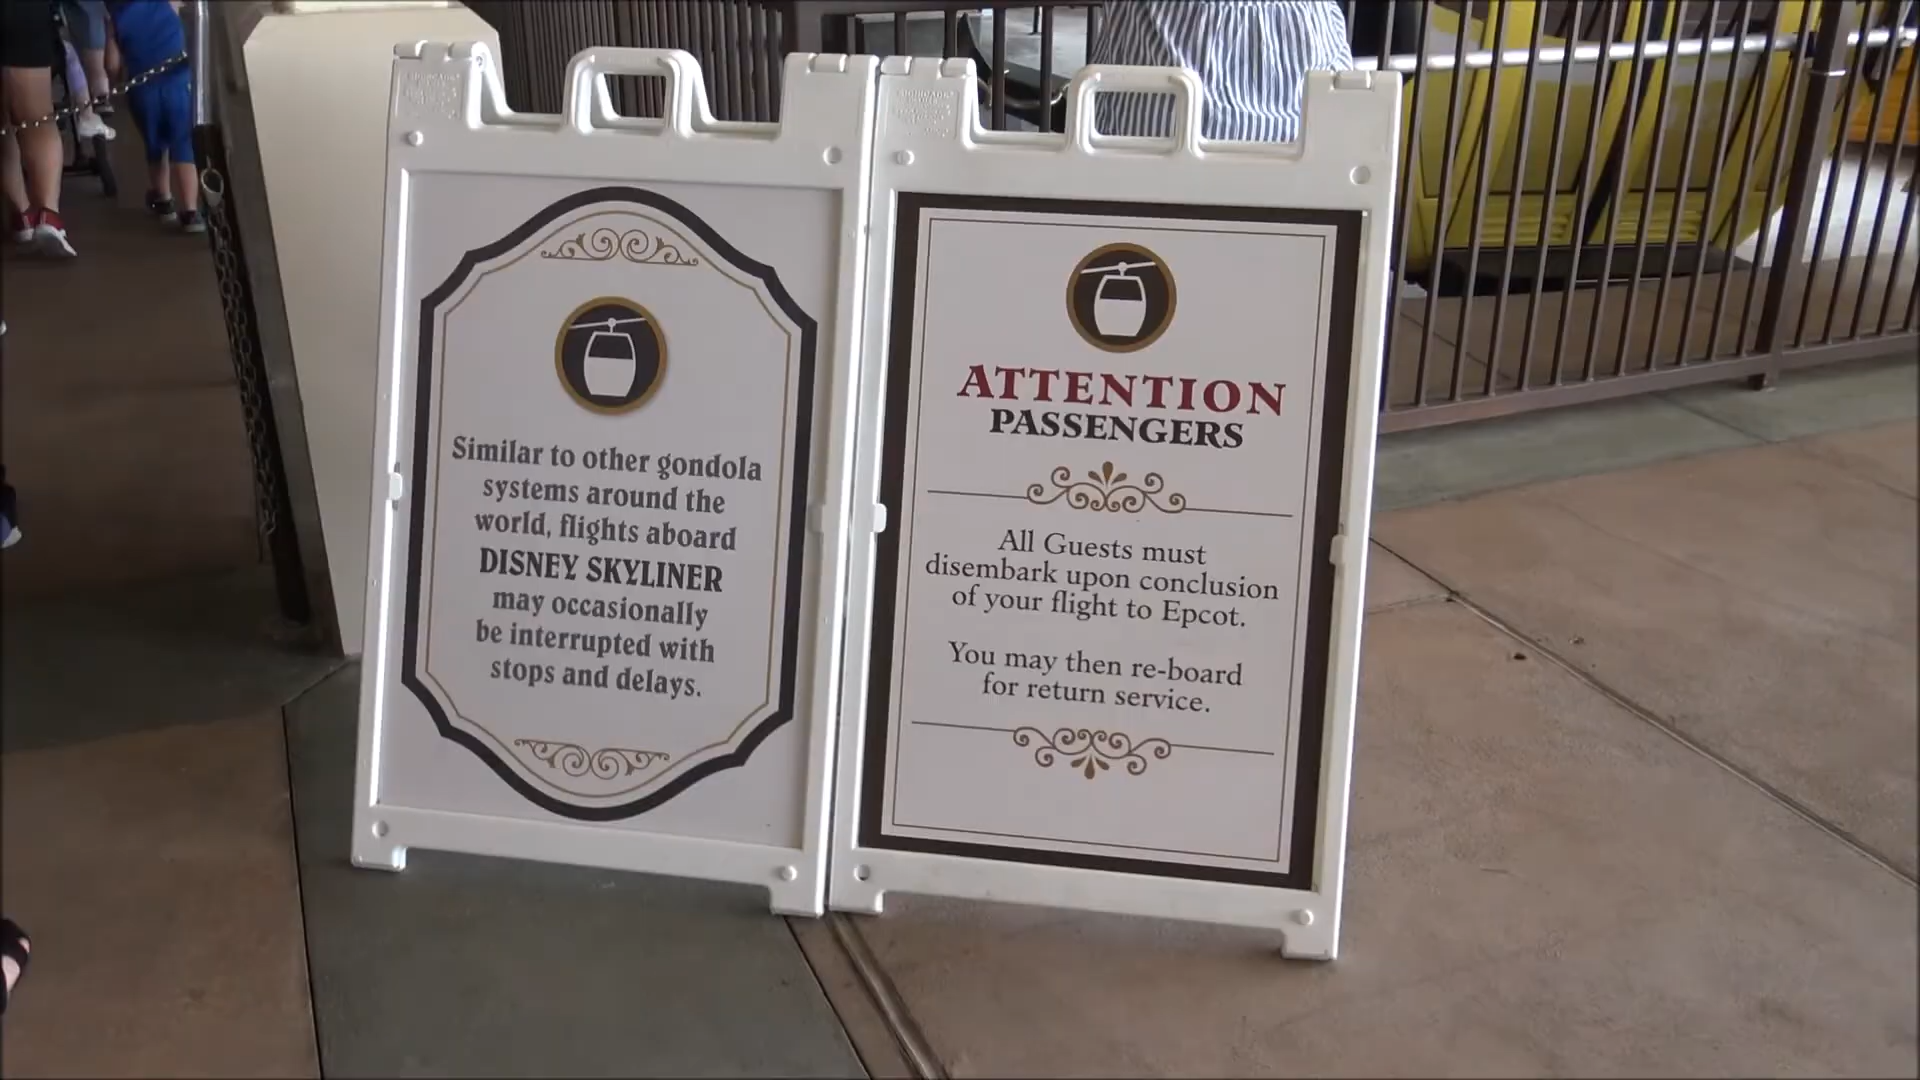 Similar to other gondola
systems around the
world, flights aboard
DISNEY SKYLINER
may occasionally
be interrupted with
stops and delays.
ATTENTION
PASSENGERS
All Guests must
disembark upon conclusion
of your flight to Epcot.
You may then re-board
for return service.